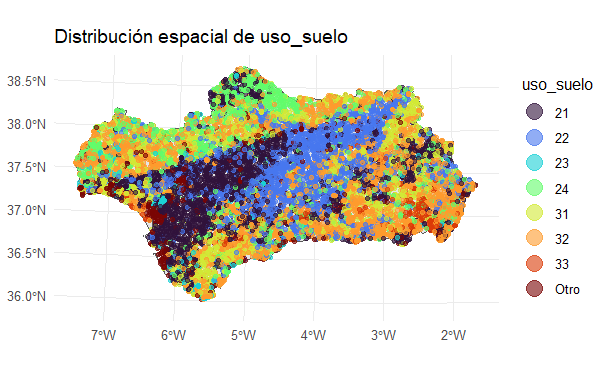 Distribución espacial de uso_suelo
38.5°N
38.0°N
37.5°N
37.0°N
36.5°N
36.0°N
7°W
6°W
5°W
4°W
3°W
2°W
uso_suelo
21
22
23
24
31
32
33
Otro